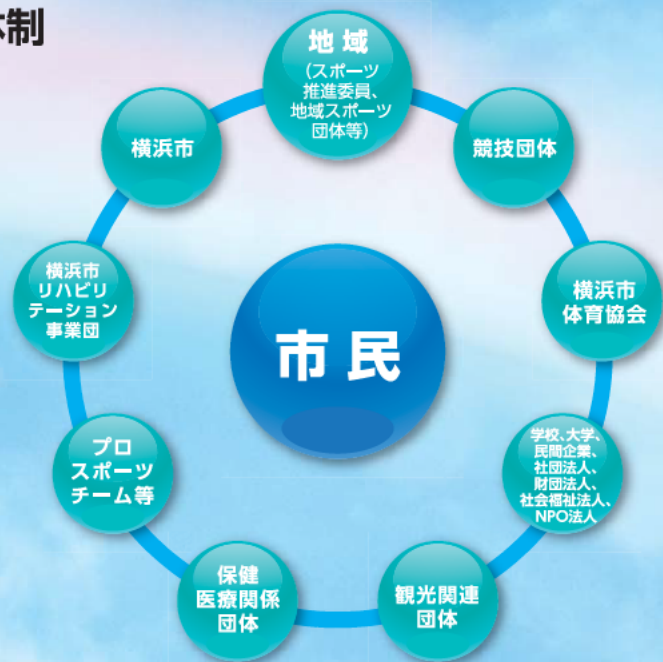 制
地域
(スポーツ
推進委員、
地域スポーツ
団体等)
横浜市
競技団体
横浜市
リハビリ
テーション
事業団
横浜市
体育協会
市民
プロ
スポーツ
チーム等
学校、大学、
民間企業、
社団法人、
財団法人、
社会福祉法人、
NPO法人
保健
医療関係
団体
観光関連
団体